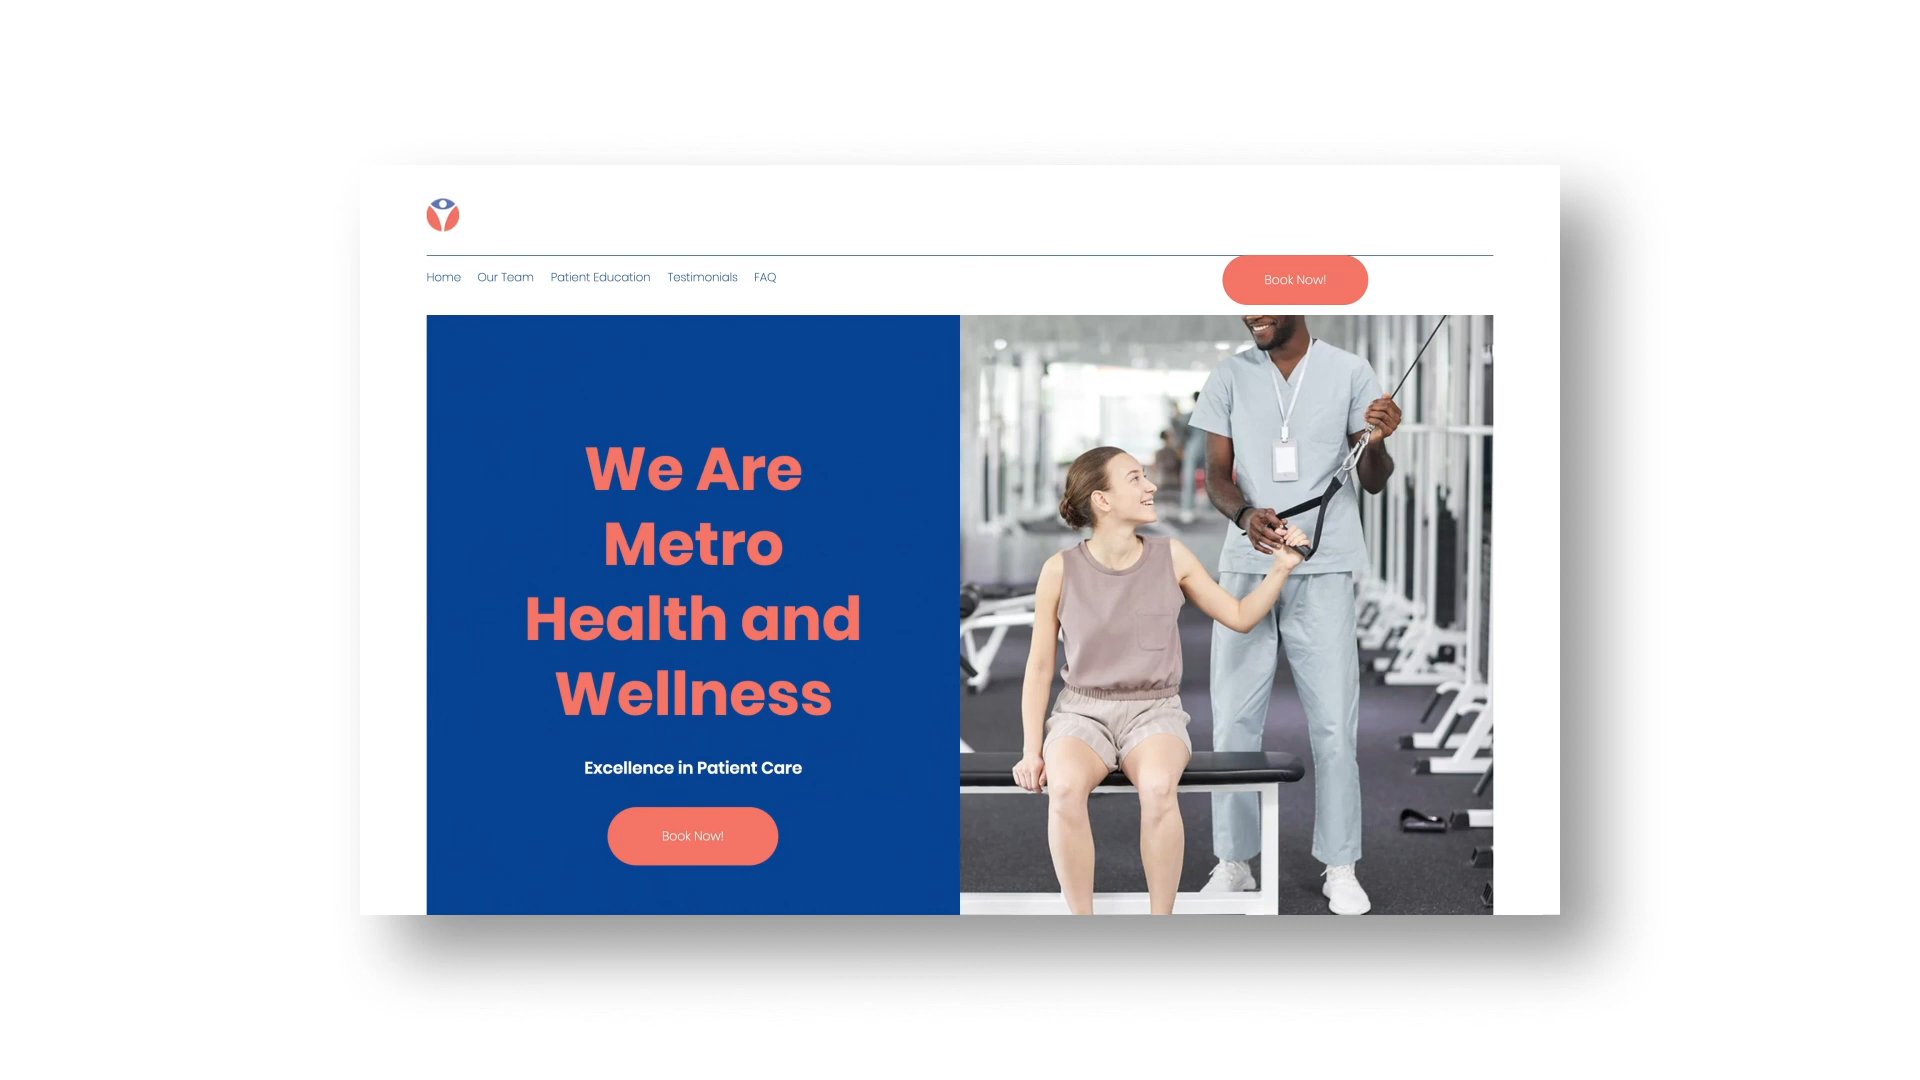 Home Our Team Patient Education Testimonials FAQ Book Now!
We Are
Metro
Health and
Wellness
Excellence in Patient Care
Book Now!